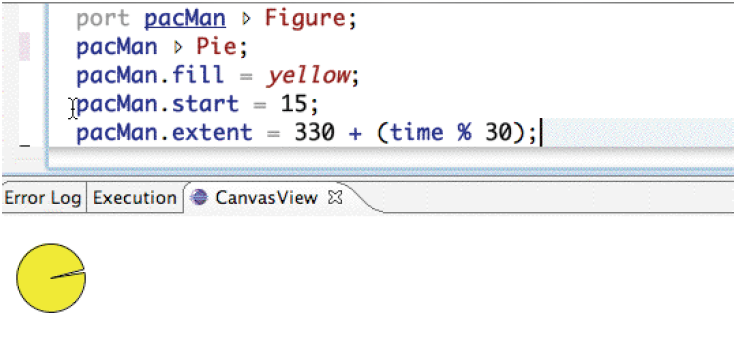 port pacMan ▹ Figure;
pacMan ▹ Pie;
pacMan.fill = yellow;
pacMan.start = 15;
pacMan.extent = 330 + (time % 30);
Error Log Execution CanvasView